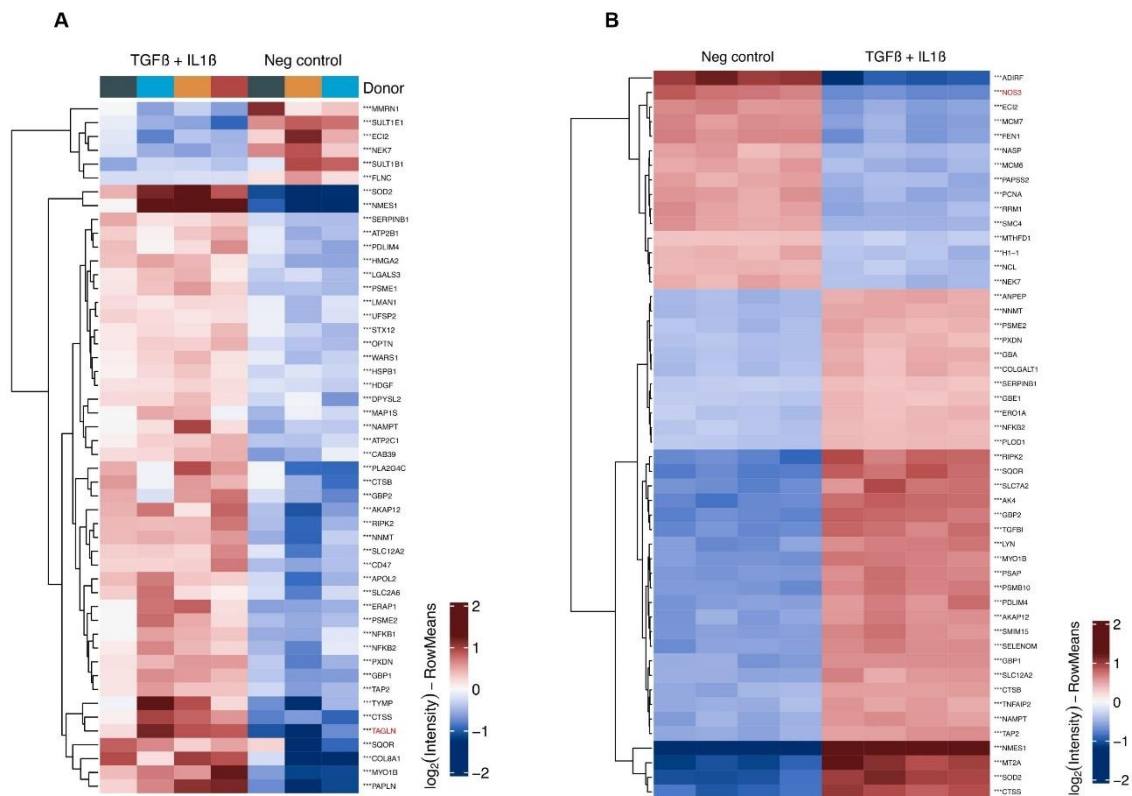 A
TGFß + IL1ß Neg control
Donor
***MMRN1
***SULT1E1
***ECI2
***NEK7
***SULT1B1
***FLNC
***SOD2
***NMES1
***SERPINB1
***ATP2B1
***PDLIM4
***HMGA2
***LGALS3
***PSME1
***LMAN1
***UFSP2
***STX12
***OPTN
***WARS1
***HSPB1
***HDGF
***DPYSL2
***MAP1S
***NAMPT
***ATP2C1
***CAB39
***PLA2G4C
***CTSB
***GBP2
***AKAP12
***RIPK2
***NNMT
***SLC12A2
***CD47
***APOL2
***SLC2A6
***ERAP1
***PSME2
***NFKB1
***NFKB2
***PXDN
***GBP1
***TAP2
***TYMP
***CTSS
***TAGLN
***SQOR
***COL8A1
***MYO1B
***PAPLN
2
1
0
−1
−2
log2(Intensity) − RowMeans
B
Neg control TGFß + IL1ß
***ADIRF
***NOS3
***ECI2
***MCM7
***FEN1
***NASP
***MCM6
***PAPSS2
***PCNA
***RRM1
***SMC4
***MTHFD1
***H1−1
***NCL
***NEK7
***ANPEP
***NNMT
***PSME2
***PXDN
***GBA
***COLGALT1
***SERPINB1
***GBE1
***ERO1A
***NFKB2
***PLOD1
***RIPK2
***SQOR
***SLC7A2
***AK4
***GBP2
***TGFBI
***LYN
***MYO1B
***PSAP
***PSMB10
***PDLIM4
***AKAP12
***SMIM15
***SELENOM
***GBP1
***SLC12A2
***CTSB
***TNFAIP2
***NAMPT
***TAP2
***NMES1
***MT2A
***SOD2
***CTSS
2
1
0
−1
−2
log2(Intensity) − RowMeans